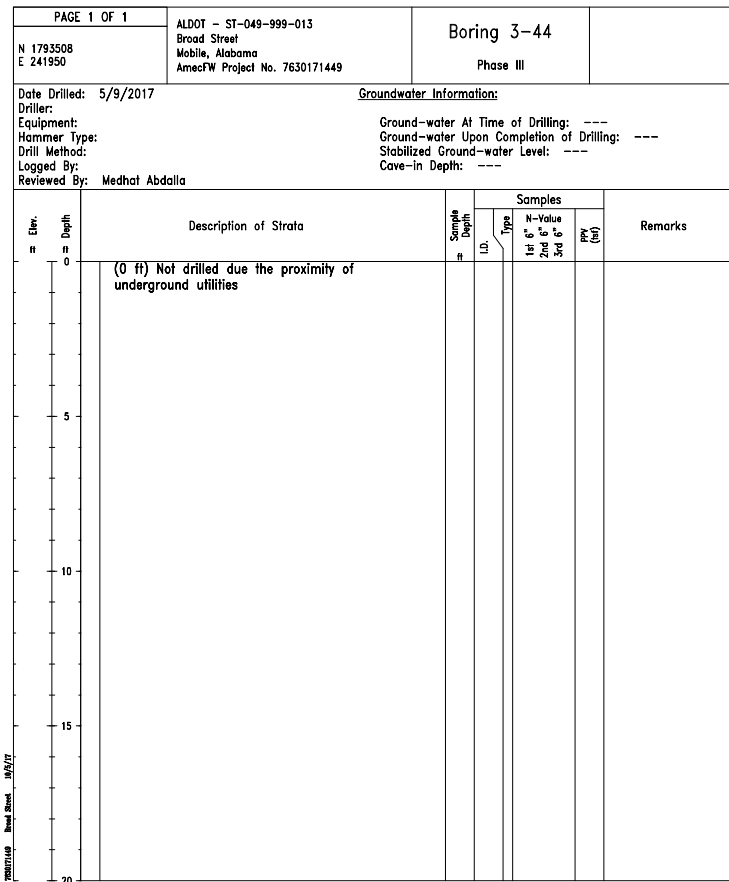 PAGE 1 OF 1
N 1793508
E 241950
ALDOT - ST-049-999-013
Broad Street
Mobile, Alabama
AmecFW Project No. 7630171449
Boring 3-44
Phase III
Date Drilled: 5/9/2017
Driller:
Equipment:
Hammer Type:
Drill Method:
Logged By:
Reviewed By: Medhat Abdalla
Groundwater Information:
Ground-water At Time of Drilling: ---
Ground-water Upon Completion of Drilling: ---
Stabilized Ground-water Level: ---
Cave-in Depth: ---
Elev.
ft
Depth
ft
Description of Strata
Sample
Depth
ft
Samples
I.D.
Type
N-Value
1st 6"
2nd 6"
3rd 6"
PPV
(tsf)
Remarks
0
(0 ft) Not drilled due the proximity of
underground utilities
5
10
15
20
7630171449 Broad Street 10/5/17